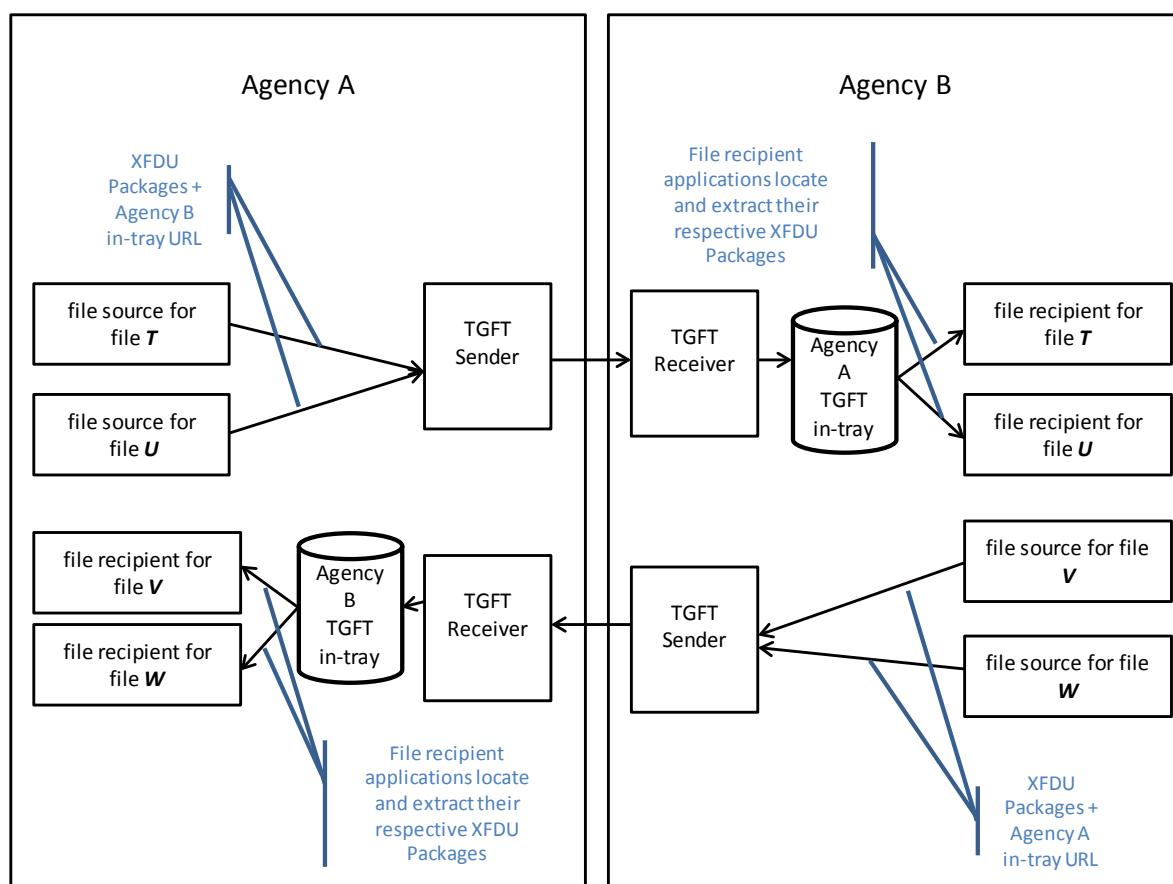 Agency A
XFDU
Packages +
Agency B
in-tray URL
file source for
file T
file source for
file U
TGFT
Sender
file recipient for
file V
file recipient for
file W
Agency
B
TGFT
in-tray
TGFT
Receiver
File recipient
applications locate
and extract their
respective XFDU
Packages
Agency B
File recipient
applications locate
and extract their
respective XFDU
Packages
TGFT
Receiver
Agency
A
TGFT
in-tray
file recipient for
file T
file recipient for
file U
TGFT
Sender
file source for file
V
file source for file
W
XFDU
Packages +
Agency A
in-tray URL